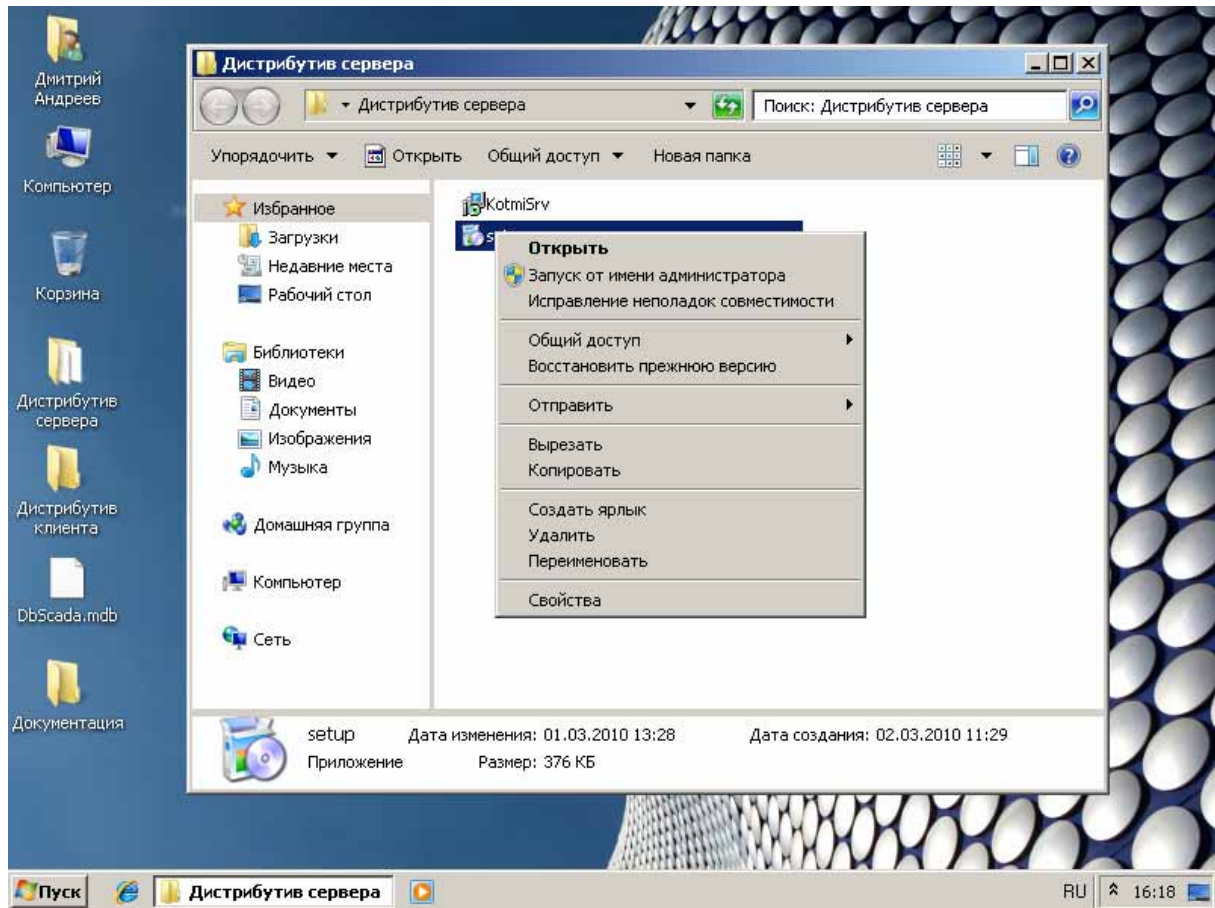 Дмитрий
Андреев
Компьютер
Корзина
Дистрибутив
сервера
Дистрибутив
клиента
DbScada.mdb
Документация
Дистрибутив сервера
Дистрибутив сервера
Поиск: Дистрибутив сервера
Упорядочить
Открыть
Общий доступ
Новая папка
Избранное
Загрузки
Недавние места
Рабочий стол
Библиотеки
Видео
Документы
Изображения
Музыка
Домашняя группа
Компьютер
Сеть
KotmiSrv
Открыть
Запуск от имени администратора
Исправление неполадок совместимости
Общий доступ
Восстановить прежнюю версию
Отправить
Вырезать
Копировать
Создать ярлык
Удалить
Переименовать
Свойства
setup Дата изменения: 01.03.2010 13:28 Дата создания: 02.03.2010 11:29
Приложение Размер: 376 КБ
Пуск Дистрибутив сервера RU 16:18